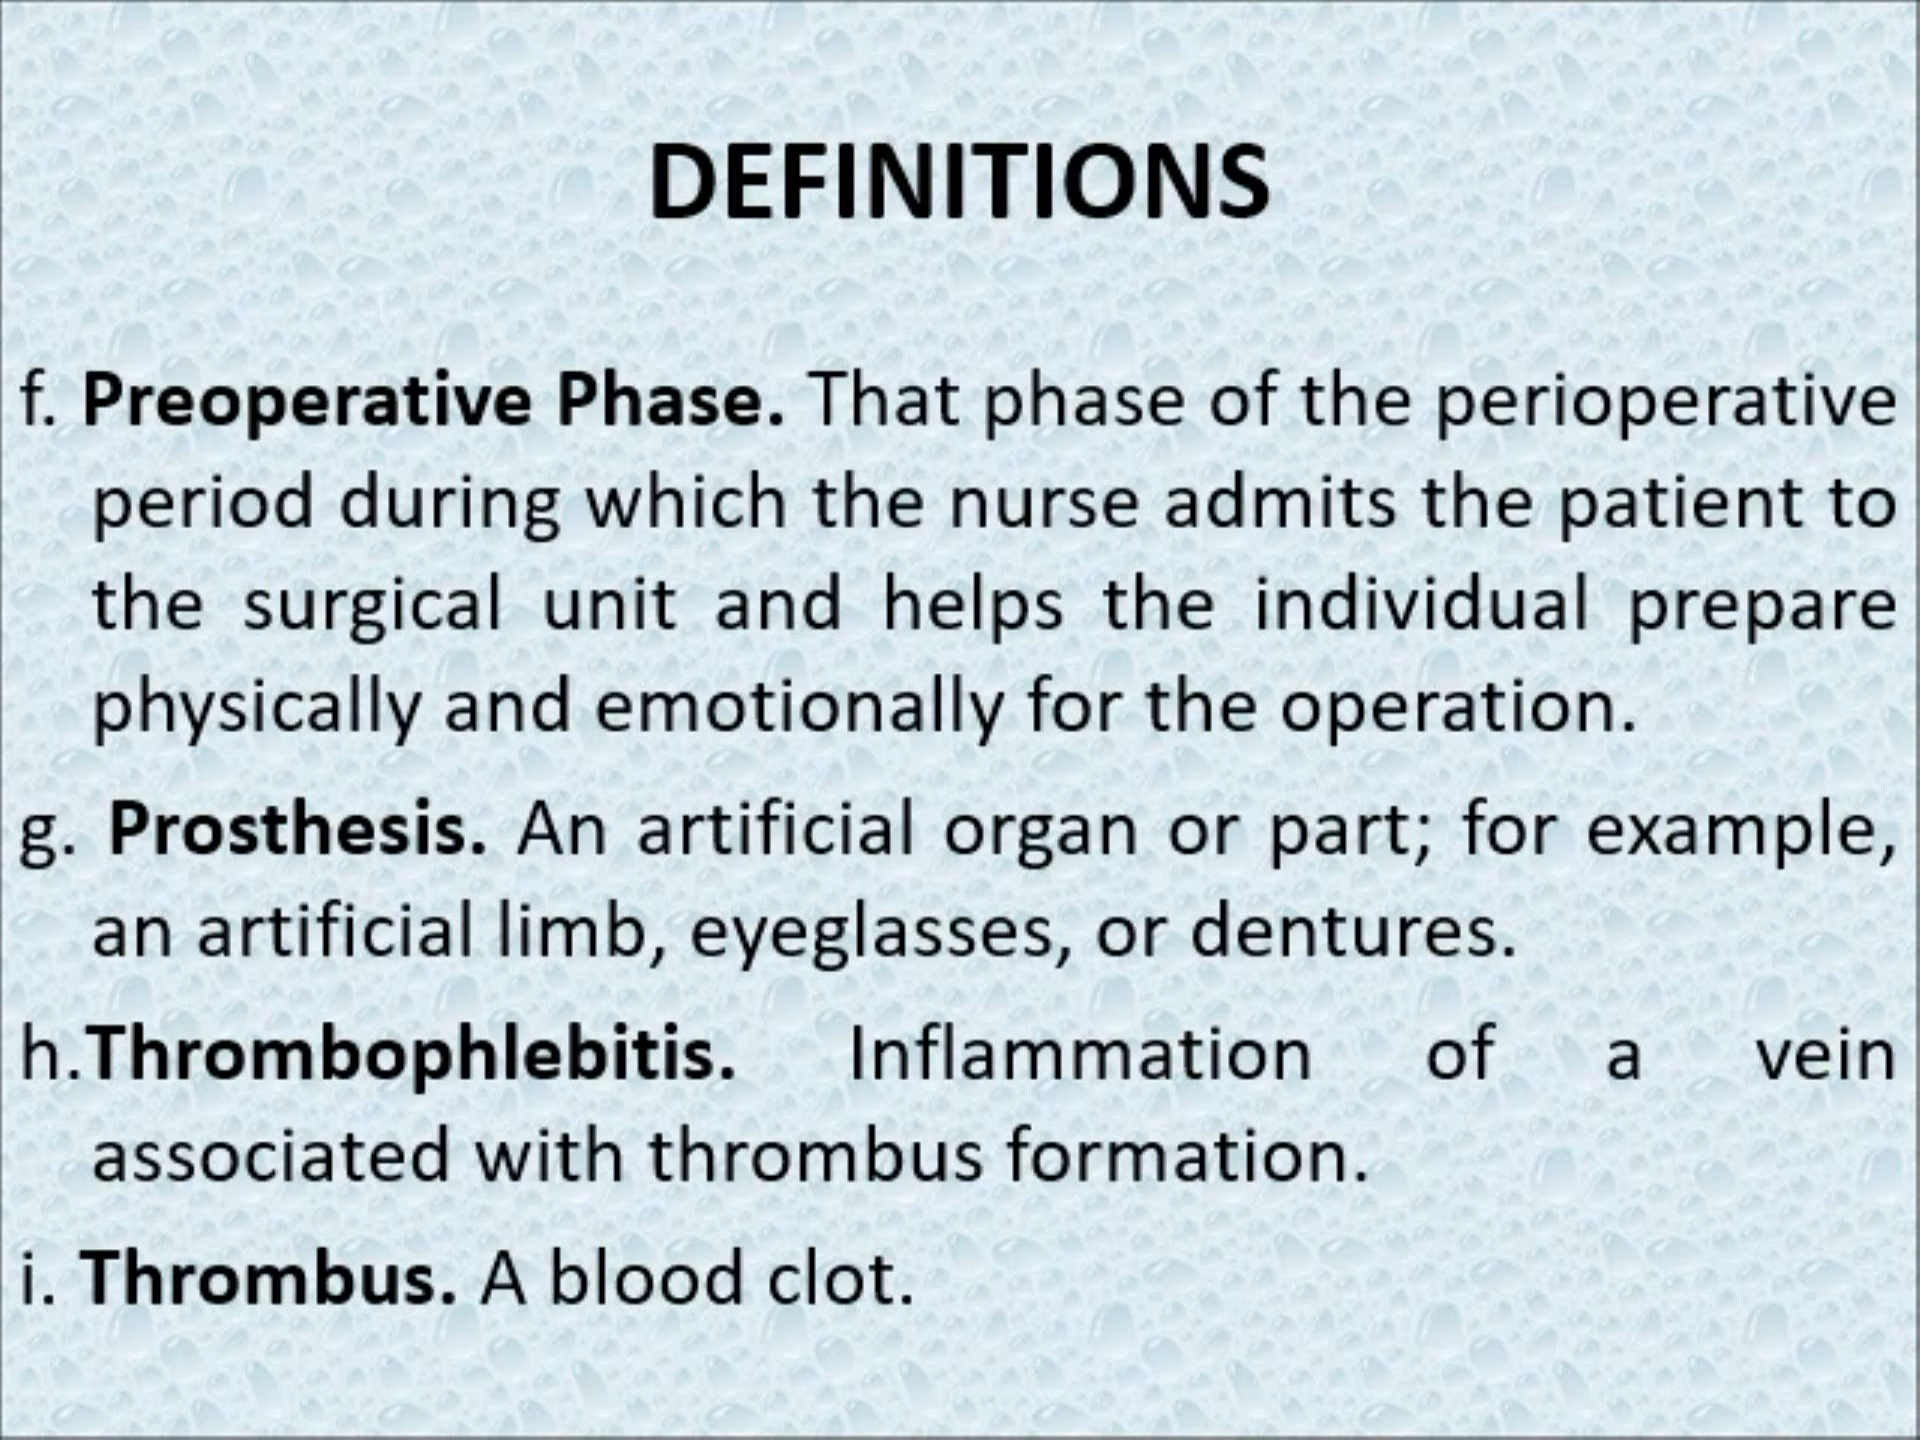 DEFINITIONS
f. Preoperative Phase. That phase of the perioperative
period during which the nurse admits the patient to
the surgical unit and helps the individual prepare
physically and emotionally for the operation.
g. Prosthesis. An artificial organ or part; for example,
an artificial limb, eyeglasses, or dentures.
h.Thrombophlebitis. Inflammation of a vein
associated with thrombus formation.
i. Thrombus. A blood clot.